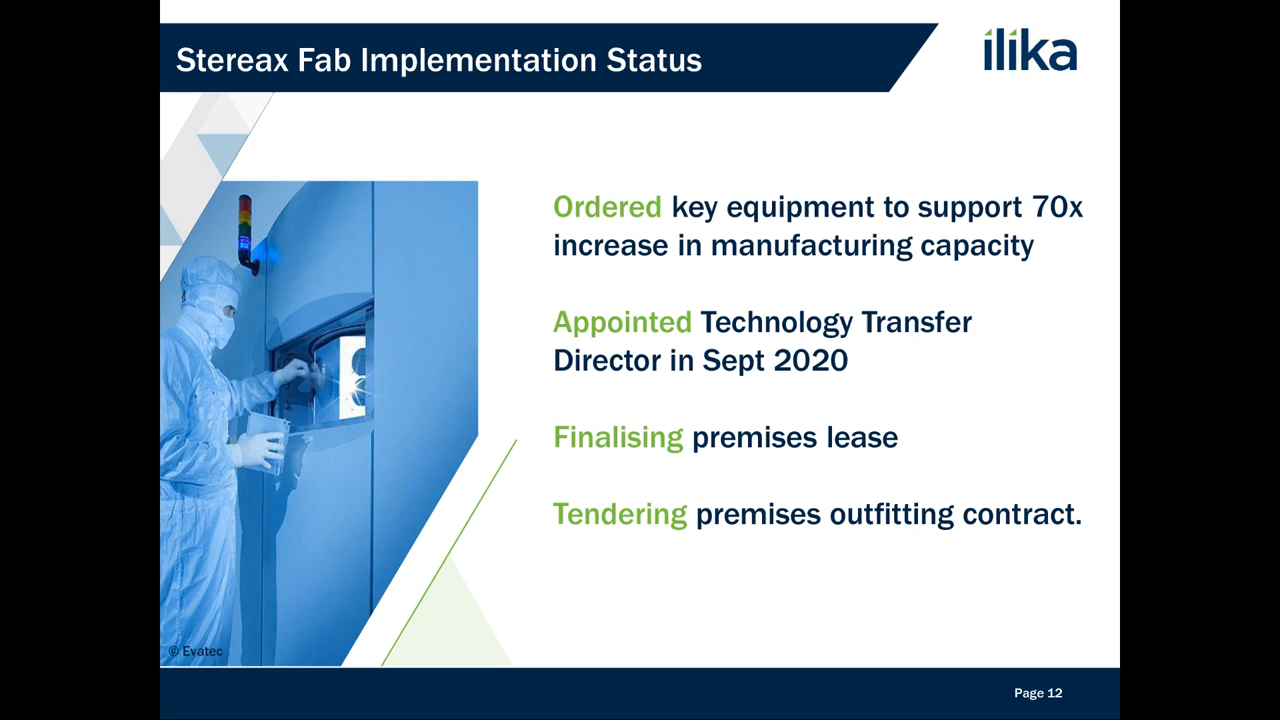 Stereax Fab Implementation Status
ilika
Ordered key equipment to support 70x
increase in manufacturing capacity
Appointed Technology Transfer
Director in Sept 2020
Finalising premises lease
Tendering premises outfitting contract.
© Evatec
Page 12